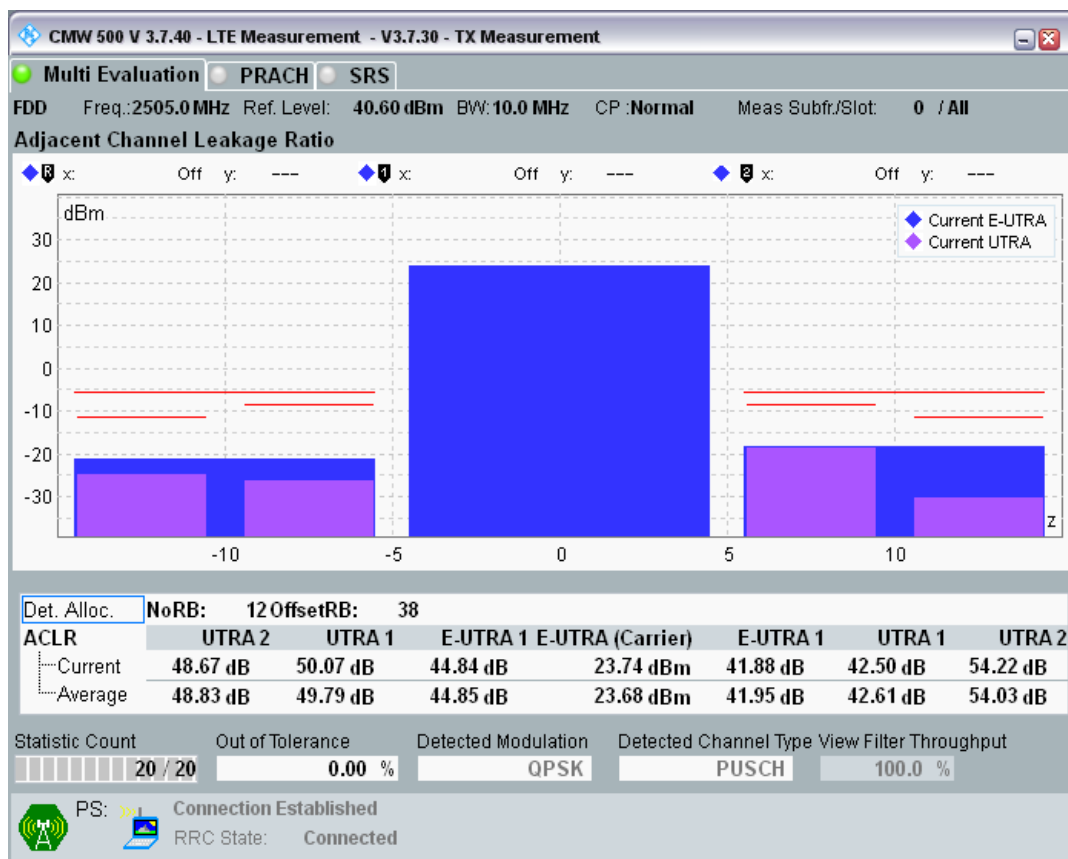 CMW 500 V 3.7.40 - LTE Measurement - V3.7.30 - TX Measurement
Multi Evaluation PRACH SRS
FDD Freq.:2505.0 MHz Ref. Level: 40.60 dBm BW: 10.0 MHz CP :Normal Meas Subfr./Slot: 0 / All
Adjacent Channel Leakage Ratio
R x: Off y: --- 1 x: Off y: --- 2 x: Off y: ---
dBm
Current E-UTRA
Current UTRA
30
20
10
0
-10
-20
-30
z
-10 -5 0 5 10
Det. Alloc. NoRB: 12 OffsetRB: 38
ACLR UTRA 2 UTRA 1 E-UTRA 1 E-UTRA (Carrier) E-UTRA 1 UTRA 1 UTRA 2
Current 48.67 dB 50.07 dB 44.84 dB 23.74 dBm 41.88 dB 42.50 dB 54.22 dB
Average 48.83 dB 49.79 dB 44.85 dB 23.68 dBm 41.95 dB 42.61 dB 54.03 dB
Statistic Count Out of Tolerance Detected Modulation Detected Channel Type View Filter Throughput
20 / 20 0.00 % QPSK PUSCH 100.0 %
PS: Connection Established
RRC State: Connected